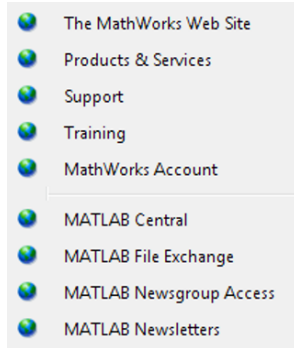 The MathWorks Web Site
Products & Services
Support
Training
MathWorks Account
MATLAB Central
MATLAB File Exchange
MATLAB Newsgroup Access
MATLAB Newsletters